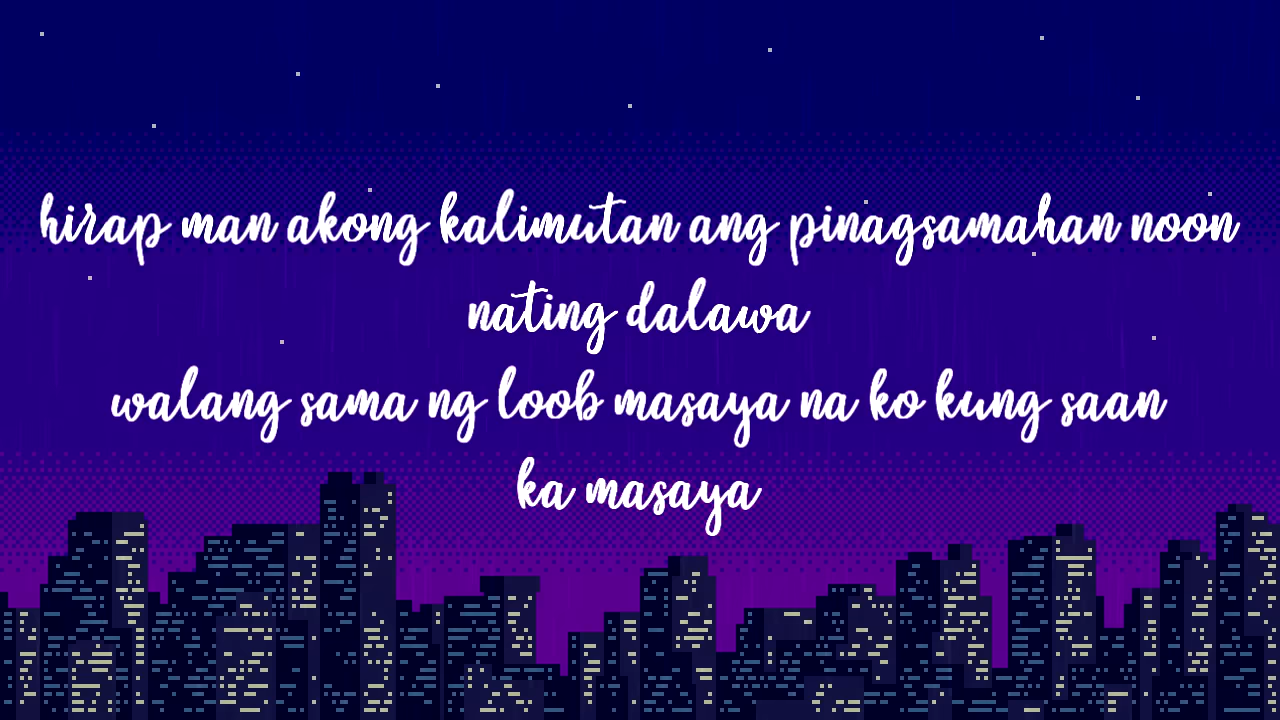 hirap man akong kalimutan ang pinagsamahan noon
nating dalawa
walang sama ng loob masaya na ko kung saan
ka masaya